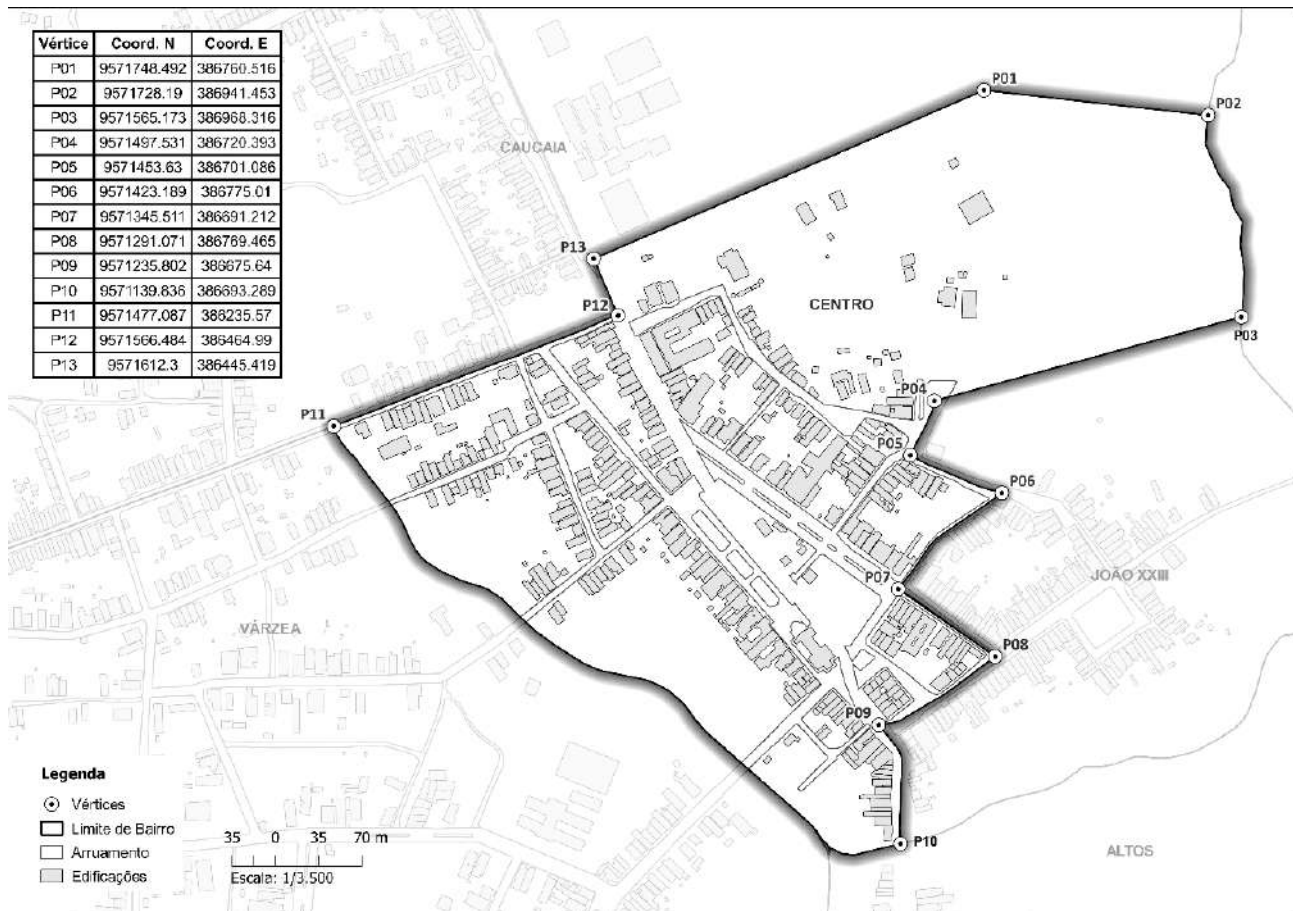 Vértice Coord. N Coord. E
P01 9571748.492 386760.516
P02 9571728.19 386941.453
P03 9571565.173 386968.316
P04 9571497.531 386720.393
P05 9571453.63 386701.086
P06 9571423.189 386775.01
P07 9571345.511 386691.212
P08 9571291.071 386769.465
P09 9571235.802 386675.64
P10 9571139.836 386693.289
P11 9571477.087 386235.57
P12 9571566.484 386464.99
P13 9571612.3 386445.419
P01
P02
CAUCAIA
P13
CENTRO
P12
P03
P04
P11
P05
P06
JOÃO XXIII
P07
VÁRZEA
P08
P09
P10
ALTOS
Legenda
Vértices
Limite de Bairro
Arruamento
Edificações
35 0 35 70 m
Escala: 1/3.500